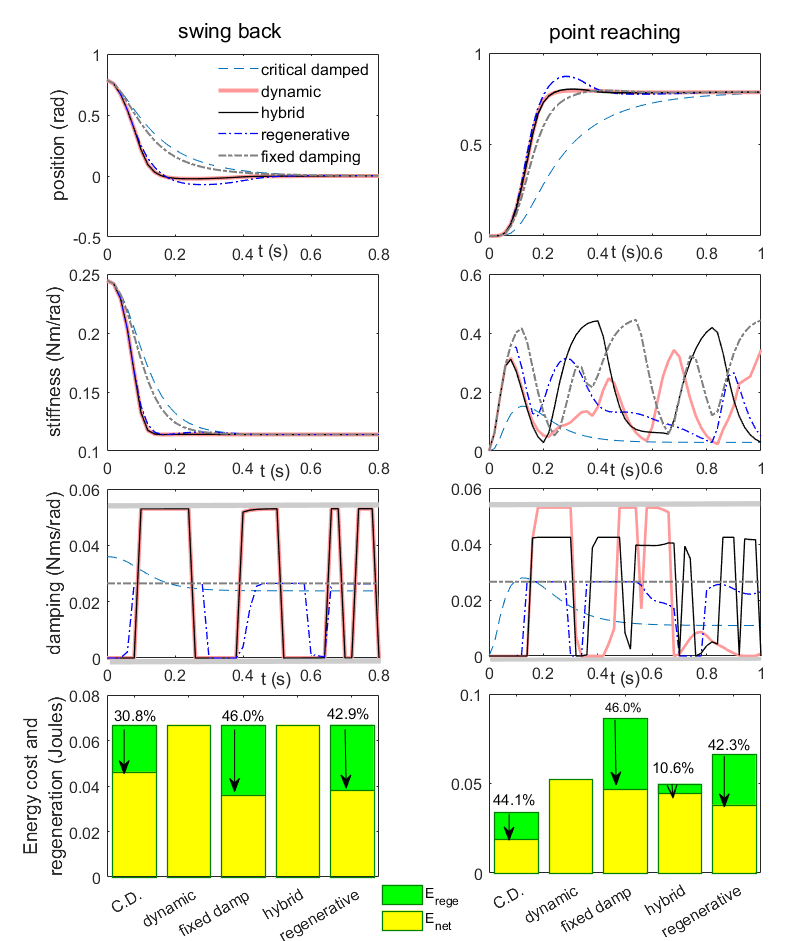 swing back
point reaching
position (rad)
1
0.5
0
-0.5
critical damped
dynamic
hybrid
regenerative
fixed damping
0 0.2 0.4 0.6 0.8
t (s)
1
0.5
0
0 0.2 0.4 0.6 0.8 1
t (s)
stiffness (Nm/rad)
0.25
0.2
0.15
0.1
0 0.2 0.4 0.6 0.8
t (s)
0.6
0.4
0.2
0
0 0.2 0.4 0.6 0.8 1
t (s)
damping (Nms/rad)
0.06
0.04
0.02
0
0 0.2 0.4 0.6 0.8
t (s)
0.06
0.04
0.02
0
0 0.2 0.4 0.6 0.8 1
t (s)
Energy cost and
regeneration (Joules)
0.08
0.06
0.04
0.02
0
30.8%
46.0%
42.9%
C.D.
dynamic
fixed damp
hybrid
regenerative
0.1
0.05
0
44.1%
46.0%
10.6%
42.3%
C.D.
dynamic
fixed damp
hybrid
regenerative
Erege
Enet